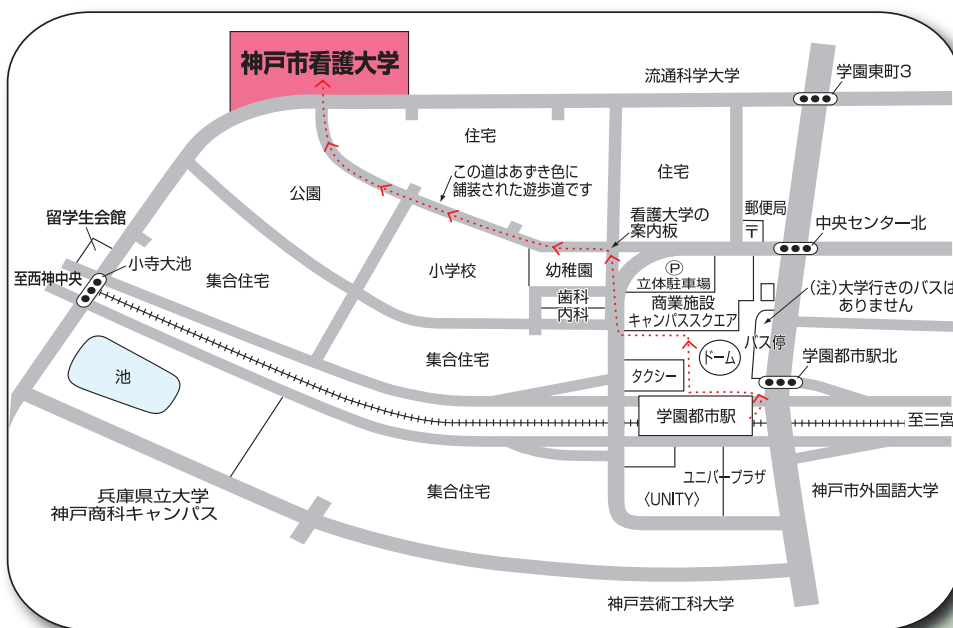 神戸市看護大学
流通科学大学
学園東町3
住宅
この道はあずき色に
舗装された遊歩道です
住宅
公園
郵便局
〒
看護大学の
案内板
中央センター北
留学生会館
小寺大池
至西神中央
集合住宅
小学校
幼稚園
P
立体駐車場
歯科
内科
商業施設
キャンパススクエア
(注)大学行きのバスは
ありません
バス停
ドーム
学園都市駅北
集合住宅
タクシー
池
学園都市駅
至三宮
集合住宅
ユニバープラザ
〈UNITY〉
兵庫県立大学
神戸商科キャンパス
神戸市外国語大学
神戸芸術工科大学